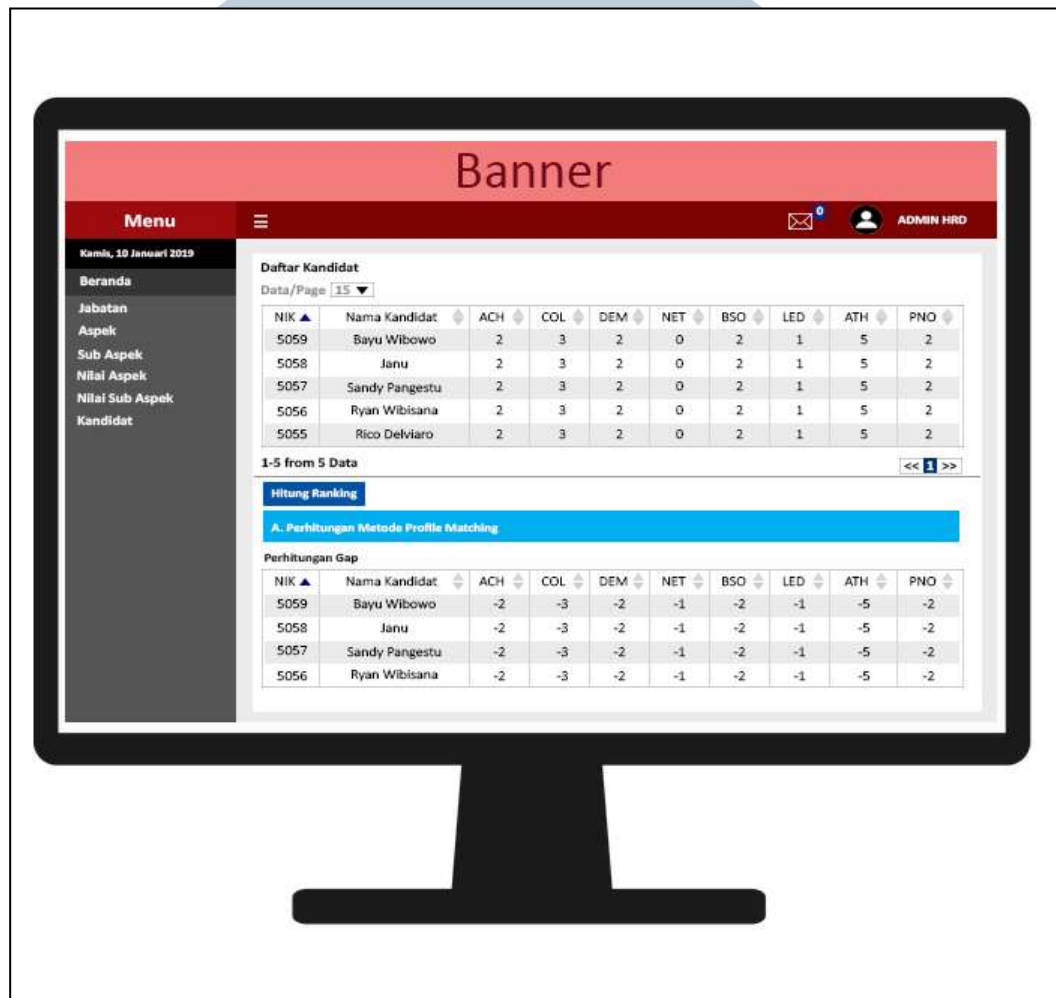 Banner
Menu ☰ 0 ADMIN HRD
Kamis, 10 Januari 2019
Beranda
Jabatan
Aspek
Sub Aspek
Nilai Aspek
Nilai Sub Aspek
Kandidat
Daftar Kandidat
Data/Page 15 ▼
NIK ▲ Nama Kandidat ACH COL DEM NET BSO LED ATH PNO
5059 Bayu Wibowo 2 3 2 0 2 1 5 2
5058 Janu 2 3 2 0 2 1 5 2
5057 Sandy Pangestu 2 3 2 0 2 1 5 2
5056 Ryan Wibisana 2 3 2 0 2 1 5 2
5055 Rico Delviaro 2 3 2 0 2 1 5 2
1-5 from 5 Data << 1 >>
Hitung Ranking
A. Perhitungan Metode Profile Matching
Perhitungan Gap
NIK ▲ Nama Kandidat ACH COL DEM NET BSO LED ATH PNO
5059 Bayu Wibowo -2 -3 -2 -1 -2 -1 -5 -2
5058 Janu -2 -3 -2 -1 -2 -1 -5 -2
5057 Sandy Pangestu -2 -3 -2 -1 -2 -1 -5 -2
5056 Ryan Wibisana -2 -3 -2 -1 -2 -1 -5 -2